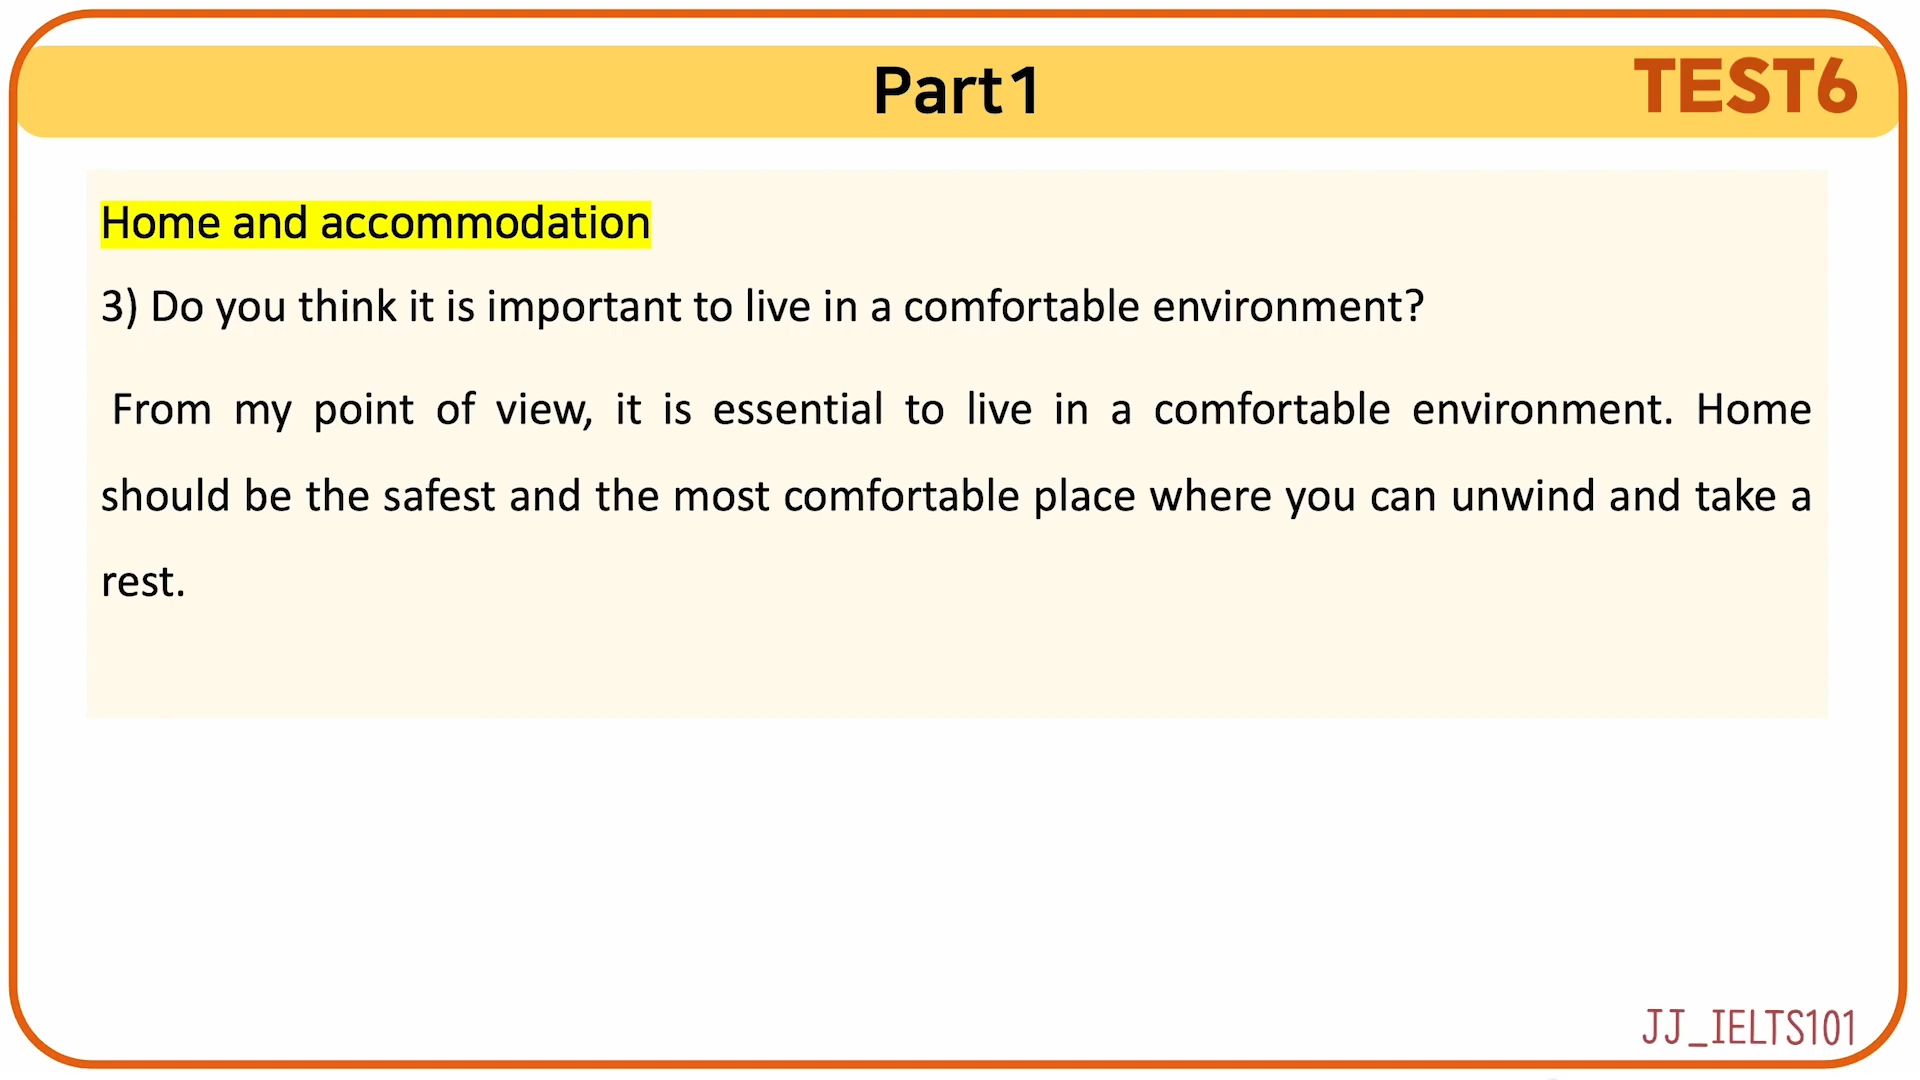 Part1
TEST6
Home and accommodation
3) Do you think it is important to live in a comfortable environment?
From my point of view, it is essential to live in a comfortable environment. Home
should be the safest and the most comfortable place where you can unwind and take a
rest.
JJ_IELTS101